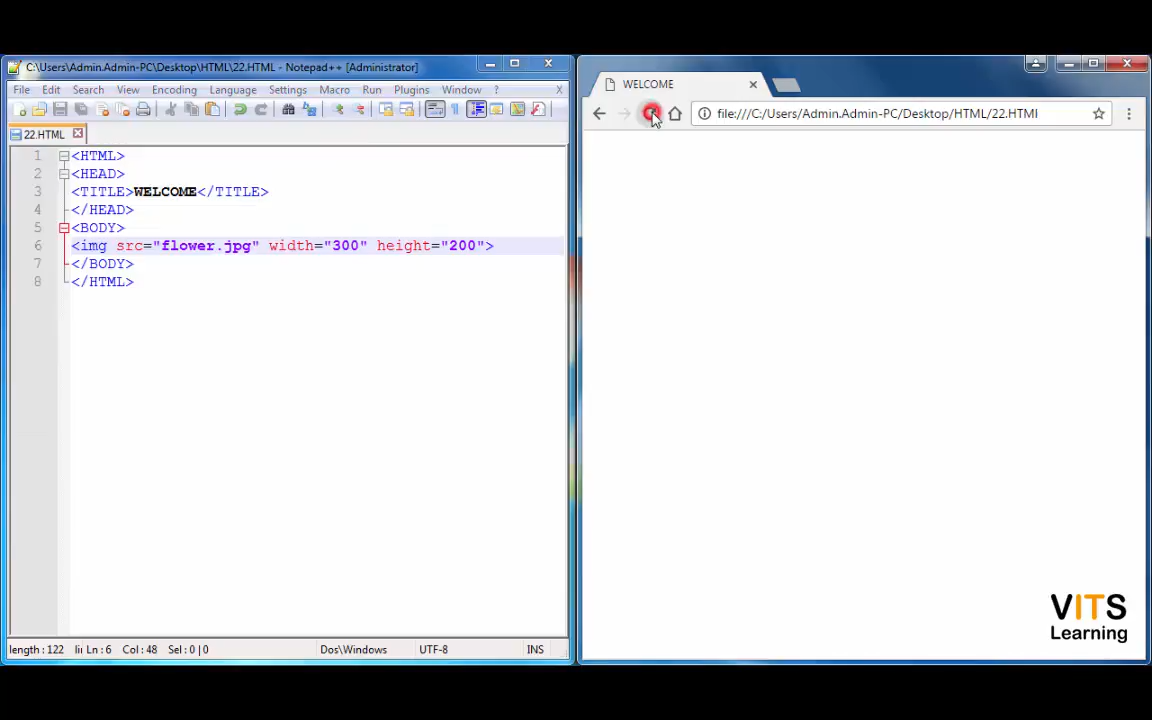 C:\Users\Admin.Admin-PC\Desktop\HTML\22.HTML - Notepad++ [Administrator]
File Edit Search View Encoding Language Settings Macro Run Plugins Window ? X
22.HTML
1 <HTML>
2 <HEAD>
3 <TITLE>WELCOME</TITLE>
4 </HEAD>
5 <BODY>
6 <img src="flower.jpg" width="300" height="200">
7 </BODY>
8 </HTML>
length : 122 li Ln : 6 Col : 48 Sel : 0 | 0 Dos\Windows UTF-8 INS
WELCOME
file:///C:/Users/Admin.Admin-PC/Desktop/HTML/22.HTMl
VITS
Learning